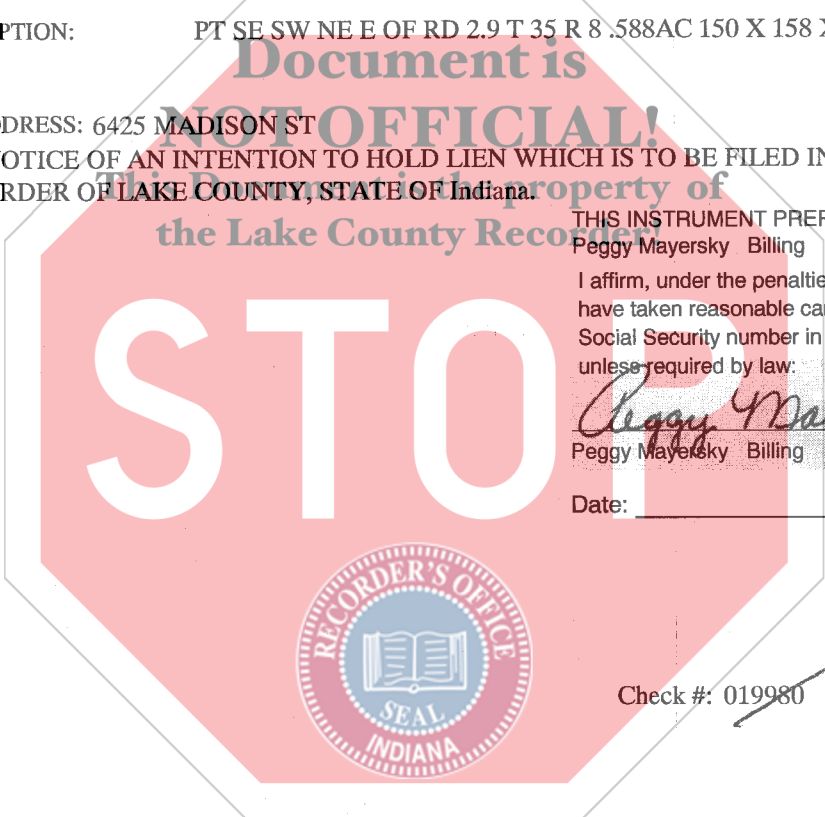 PTION: PT SE SW NE E OF RD 2.9 T 35 R 8 .588AC 150 X 158 X
Document is
DRESS: 6425 MADISON ST
NOT OFFICIAL!
OTICE OF AN INTENTION TO HOLD LIEN WHICH IS TO BE FILED IN
This Document is the property of
RDER OF LAKE COUNTY, STATE OF Indiana.
the Lake County Recorder!
THIS INSTRUMENT PREP
Peggy Mayersky Billing
I affirm, under the penaltie
have taken reasonable car
Social Security number in
unless required by law:
STOP
Peggy Ma
Peggy Mayersky Billing
Date:
RECORDER'S OFFICE
SEAL
INDIANA
Check #: 019980